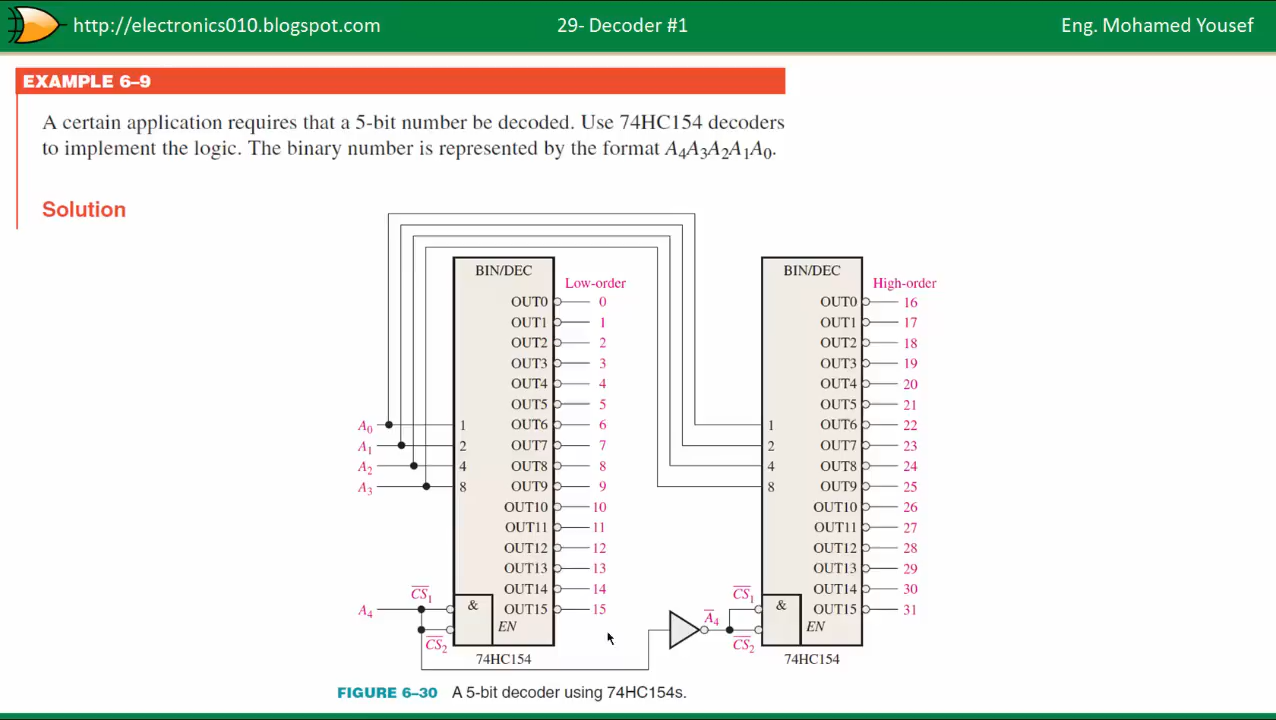 http://electronics010.blogspot.com
29- Decoder #1
Eng. Mohamed Yousef
EXAMPLE 6–9
A certain application requires that a 5-bit number be decoded. Use 74HC154 decoders
to implement the logic. The binary number is represented by the format A₄A₃A₂A₁A₀.
Solution
BIN/DEC
Low-order
OUT0 0
OUT1 1
OUT2 2
OUT3 3
OUT4 4
OUT5 5
A₀ 1 OUT6 6
A₁ 2 OUT7 7
A₂ 4 OUT8 8
A₃ 8 OUT9 9
OUT10 10
OUT11 11
OUT12 12
OUT13 13
OUT14 14
C̅S̅₁ &
A₄ OUT15 15
EN
C̅S̅₂
74HC154
A̅₄
BIN/DEC
High-order
OUT0 16
OUT1 17
OUT2 18
OUT3 19
OUT4 20
OUT5 21
1 OUT6 22
2 OUT7 23
4 OUT8 24
8 OUT9 25
OUT10 26
OUT11 27
OUT12 28
OUT13 29
OUT14 30
C̅S̅₁ &
OUT15 31
EN
C̅S̅₂
74HC154
FIGURE 6–30 A 5-bit decoder using 74HC154s.